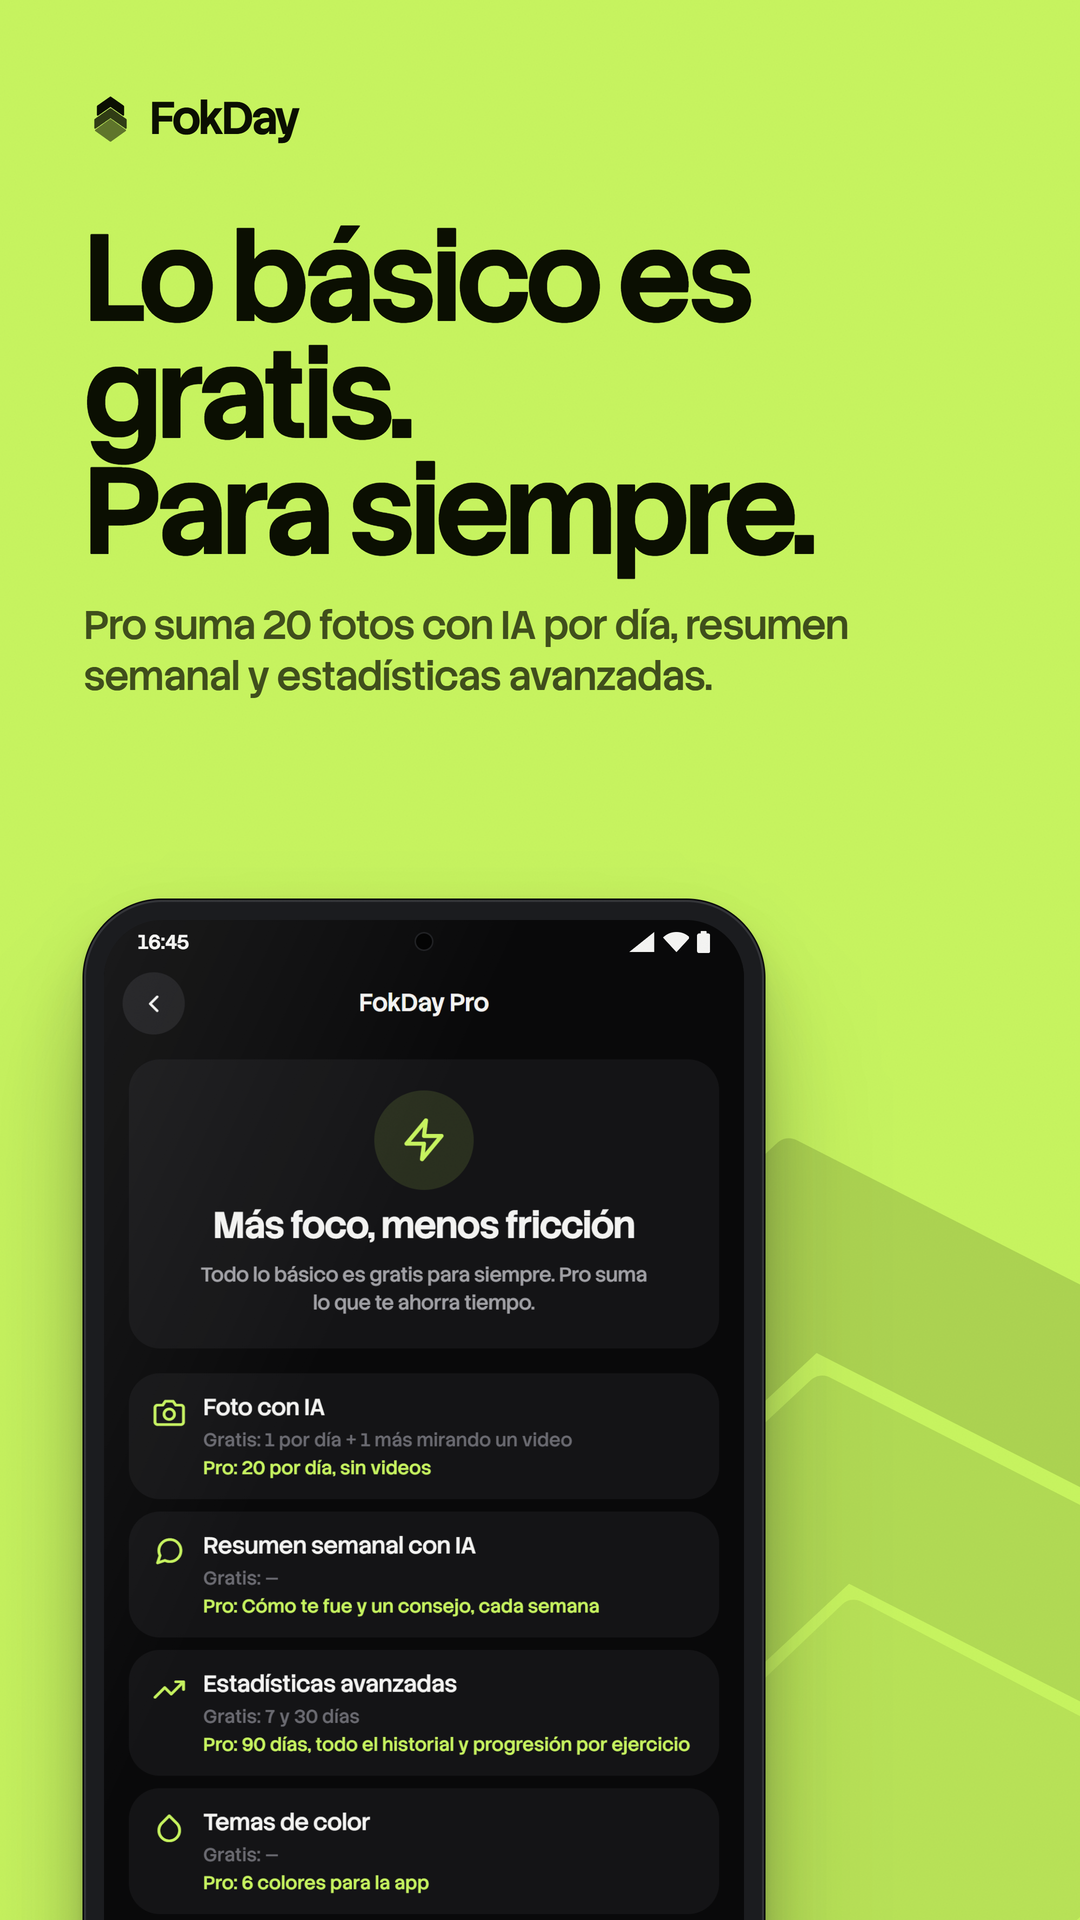 FokDay
Lo básico es
gratis.
Para siempre.
Pro suma 20 fotos con IA por día, resumen
semanal y estadísticas avanzadas.
16:45
FokDay Pro
Más foco, menos fricción
Todo lo básico es gratis para siempre. Pro suma
lo que te ahorra tiempo.
Foto con IA
Gratis: 1 por día + 1 más mirando un video
Pro: 20 por día, sin videos
Resumen semanal con IA
Gratis: —
Pro: Cómo te fue y un consejo, cada semana
Estadísticas avanzadas
Gratis: 7 y 30 días
Pro: 90 días, todo el historial y progresión por ejercicio
Temas de color
Gratis: —
Pro: 6 colores para la app